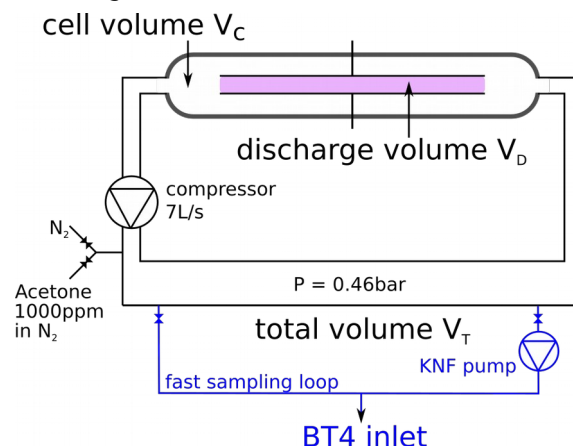 cell volume V_C
discharge volume V_D
compressor
7L/s
N₂
Acetone
1000ppm
in N₂
P = 0.46bar
total volume V_T
KNF pump
fast sampling loop
BT4 inlet